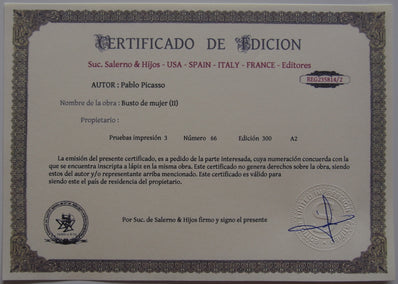 CERTIFICADO DE EDICION
Suc. Salerno & Hijos - USA - SPAIN - ITALY - FRANCE - Editores
REG235814/2
AUTOR : Pablo Picasso
Nombre de la obra : Busto de mujer (II)
Propietario :
Pruebas impresión 3 Número 66 Edición 300 A2
La emisión del presente certificado, es a pedido de la parte interesada, cuya numeración concuerda con la que se encuentra inscripta a lápiz en la misma obra. Este certificado no genera derechos sobre la obra, siendo
estos del autor y/o representante arriba mencionado. Este certificado es válido para
siendo este el país de residencia del propietario.
Por Suc. de Salerno & Hijos firmo y signo el presente